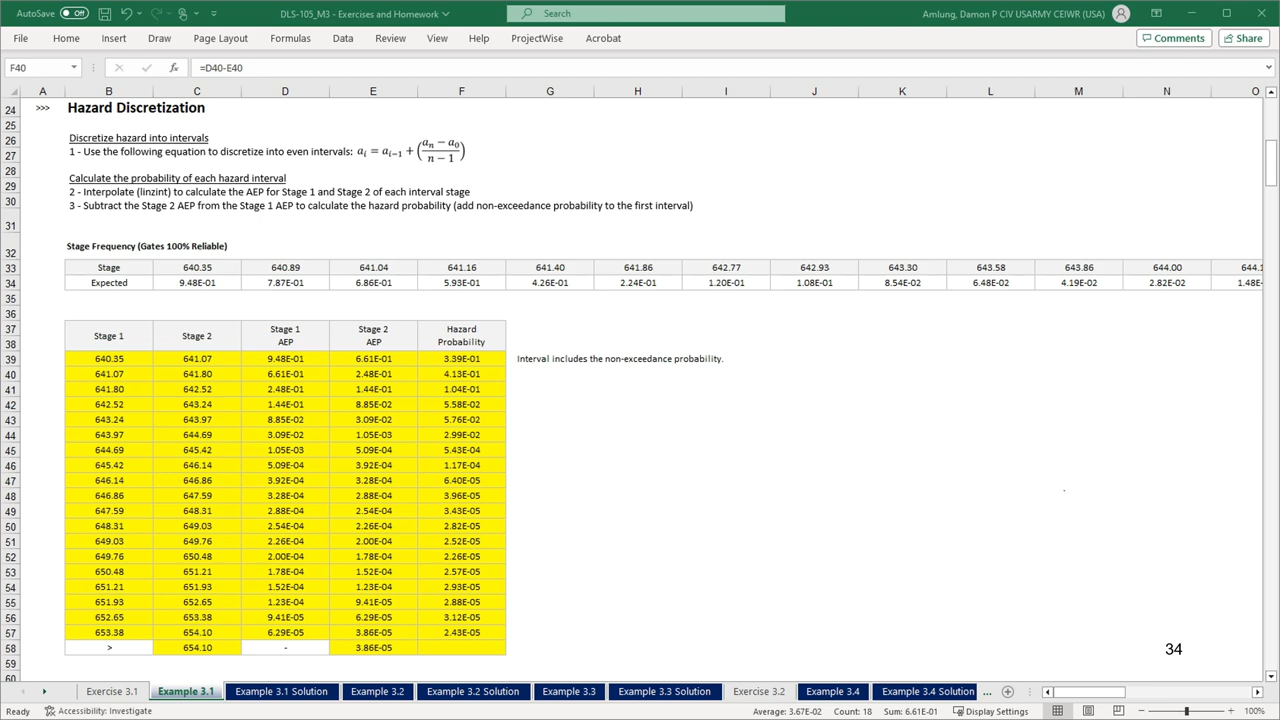 AutoSave Off DLS-105_M3 - Exercises and Homework Search Amlung, Damon P CIV USARMY CEIWR (USA)
File Home Insert Draw Page Layout Formulas Data Review View Help ProjectWise Acrobat Comments Share
F40 fx =D40-E40
A B C D E F G H I J K L M N O
24 >>> Hazard Discretization
25
26 Discretize hazard into intervals
27 1 - Use the following equation to discretize into even intervals: a_i = a_{i-1} + ( (a_n - a_0) / (n - 1) )
28 Calculate the probability of each hazard interval
29 2 - Interpolate (linzint) to calculate the AEP for Stage 1 and Stage 2 of each interval stage
30 3 - Subtract the Stage 2 AEP from the Stage 1 AEP to calculate the hazard probability (add non-exceedance probability to the first interval)
31
32 Stage Frequency (Gates 100% Reliable)
33 Stage 640.35 640.89 641.04 641.16 641.40 641.86 642.77 642.93 643.30 643.58 643.86 644.00 644.1
34 Expected 9.48E-01 7.87E-01 6.86E-01 5.93E-01 4.26E-01 2.24E-01 1.20E-01 1.08E-01 8.54E-02 6.48E-02 4.19E-02 2.82E-02 1.48E-
35
36
37 Stage 1 Stage 2 Stage 1 Stage 2 Hazard
38 AEP AEP Probability
39 640.35 641.07 9.48E-01 6.61E-01 3.39E-01 Interval includes the non-exceedance probability.
40 641.07 641.80 6.61E-01 2.48E-01 4.13E-01
41 641.80 642.52 2.48E-01 1.44E-01 1.04E-01
42 642.52 643.24 1.44E-01 8.85E-02 5.58E-02
43 643.24 643.97 8.85E-02 3.09E-02 5.76E-02
44 643.97 644.69 3.09E-02 1.05E-03 2.99E-02
45 644.69 645.42 1.05E-03 5.09E-04 5.43E-04
46 645.42 646.14 5.09E-04 3.92E-04 1.17E-04
47 646.14 646.86 3.92E-04 3.28E-04 6.40E-05
48 646.86 647.59 3.28E-04 2.88E-04 3.96E-05
49 647.59 648.31 2.88E-04 2.54E-04 3.43E-05
50 648.31 649.03 2.54E-04 2.26E-04 2.82E-05
51 649.03 649.76 2.26E-04 2.00E-04 2.52E-05
52 649.76 650.48 2.00E-04 1.78E-04 2.26E-05
53 650.48 651.21 1.78E-04 1.52E-04 2.57E-05
54 651.21 651.93 1.52E-04 1.23E-04 2.93E-05
55 651.93 652.65 1.23E-04 9.41E-05 2.88E-05
56 652.65 653.38 9.41E-05 6.29E-05 3.12E-05
57 653.38 654.10 6.29E-05 3.86E-05 2.43E-05
58 > 654.10 - 3.86E-05
59
60
34
Exercise 3.1 Example 3.1 Example 3.1 Solution Example 3.2 Example 3.2 Solution Example 3.3 Example 3.3 Solution Exercise 3.2 Example 3.4 Example 3.4 Solution ...
Ready Accessibility: Investigate Average: 3.67E-02 Count: 18 Sum: 6.61E-01 Display Settings 100%